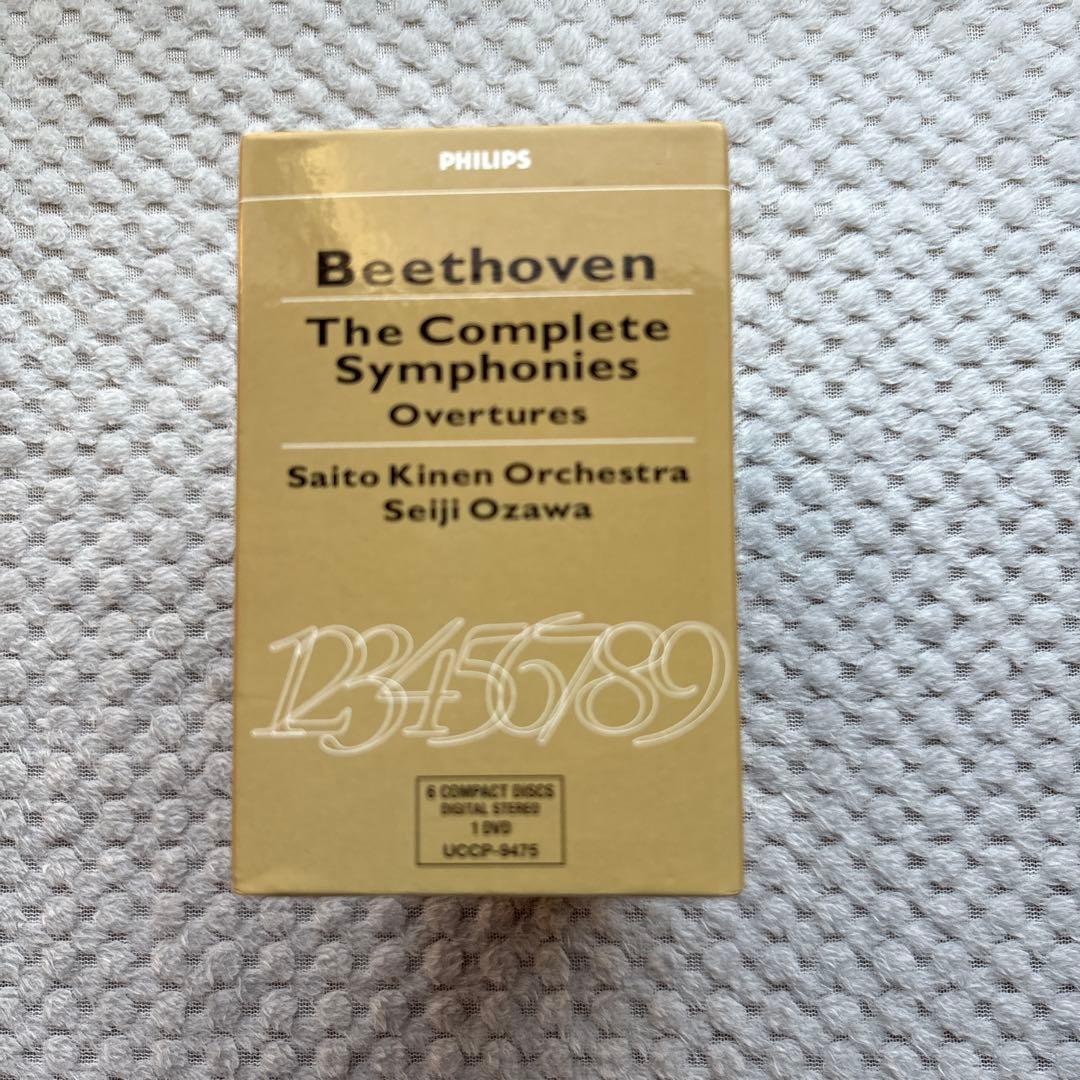 PHILIPS
Beethoven
The Complete
Symphonies
Overtures
Saito Kinen Orchestra
Seiji Ozawa
123456789
6 COMPACT DISCS
DIGITAL STEREO
1 DVD
UCCP-9475